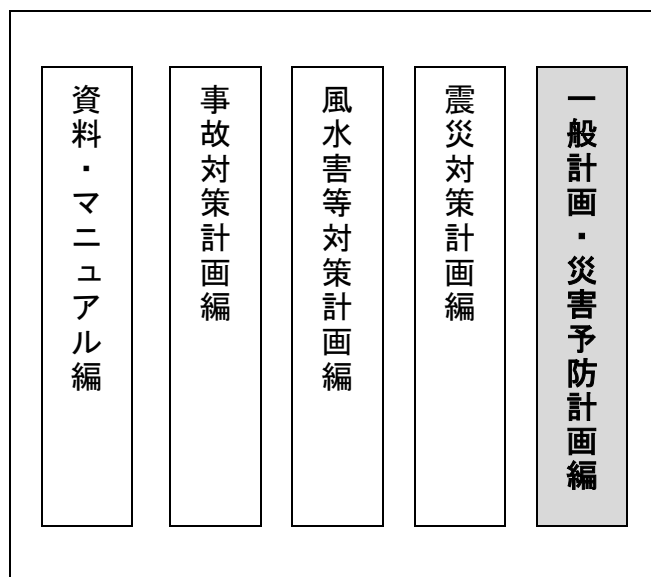 一般計画・災害予防計画編
震災対策計画編
風水害等対策計画編
事故対策計画編
資料・マニュアル編